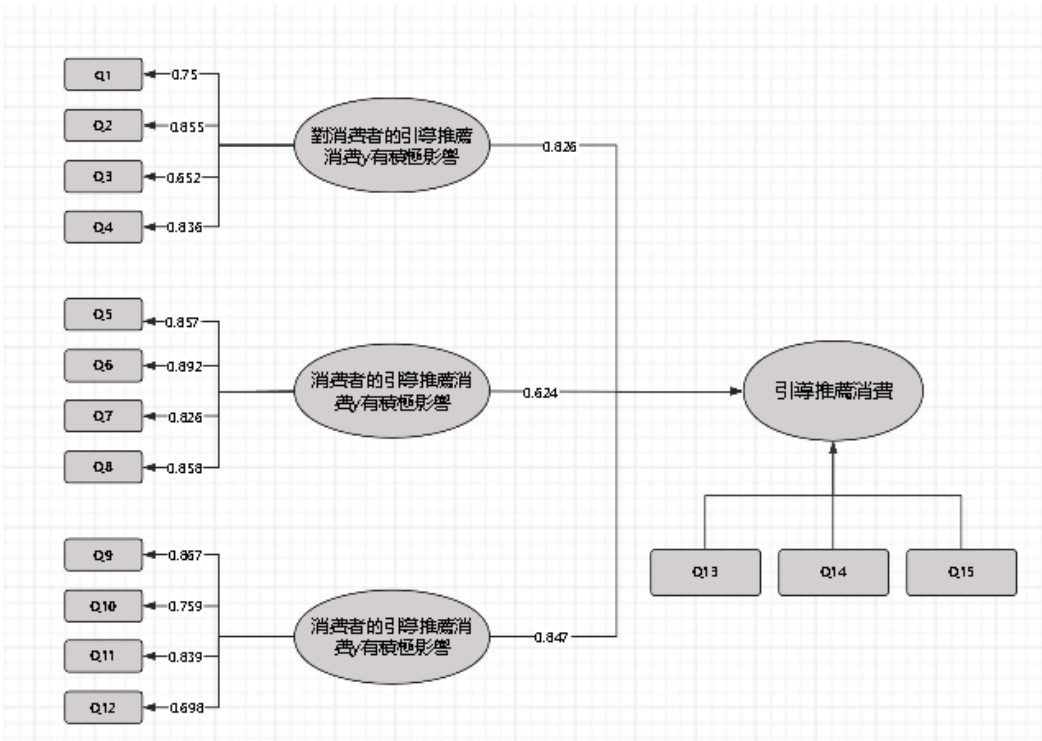 Q1
0.75
Q2
0.855
Q3
0.652
Q4
0.836
對消費者的引導推薦
消費y有積極影響
0.826
Q5
0.857
Q6
0.892
Q7
0.826
Q8
0.858
消費者的引導推薦消
費y有積極影響
0.624
引導推薦消費
Q9
0.867
Q10
0.759
Q11
0.839
Q12
0.698
消費者的引導推薦消
費y有積極影響
0.847
Q13
Q14
Q15